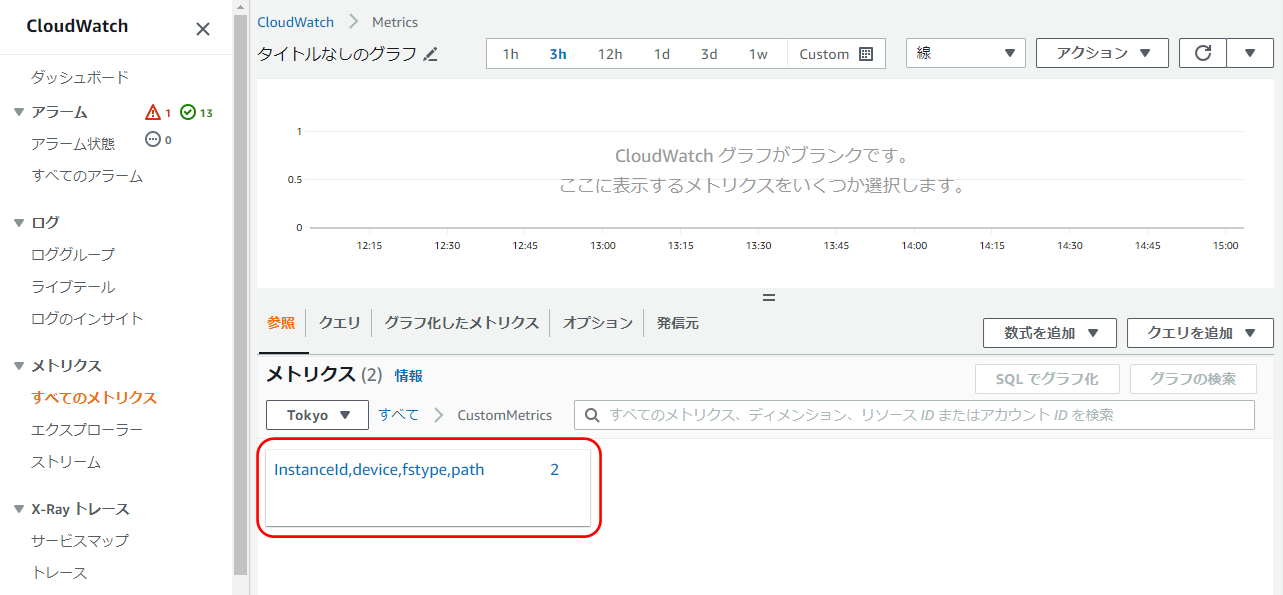 CloudWatch
ダッシュボード
アラーム 1 13
アラーム状態 0
すべてのアラーム
ログ
ロググループ
ライブテール
ログのインサイト
メトリクス
すべてのメトリクス
エクスプローラー
ストリーム
X-Ray トレース
サービスマップ
トレース
CloudWatch Metrics
タイトルなしのグラフ 1h 3h 12h 1d 3d 1w Custom 線 アクション
1
CloudWatch グラフがブランクです。
0.5
ここに表示するメトリクスをいくつか選択します。
0
12:15 12:30 12:45 13:00 13:15 13:30 13:45 14:00 14:15 14:30 14:45 15:00
参照 クエリ グラフ化したメトリクス オプション 発信元 数式を追加 クエリを追加
メトリクス (2) 情報 SQL でグラフ化 グラフの検索
Tokyo すべて CustomMetrics すべてのメトリクス、ディメンション、リソース ID またはアカウント ID を検索
InstanceId,device,fstype,path 2